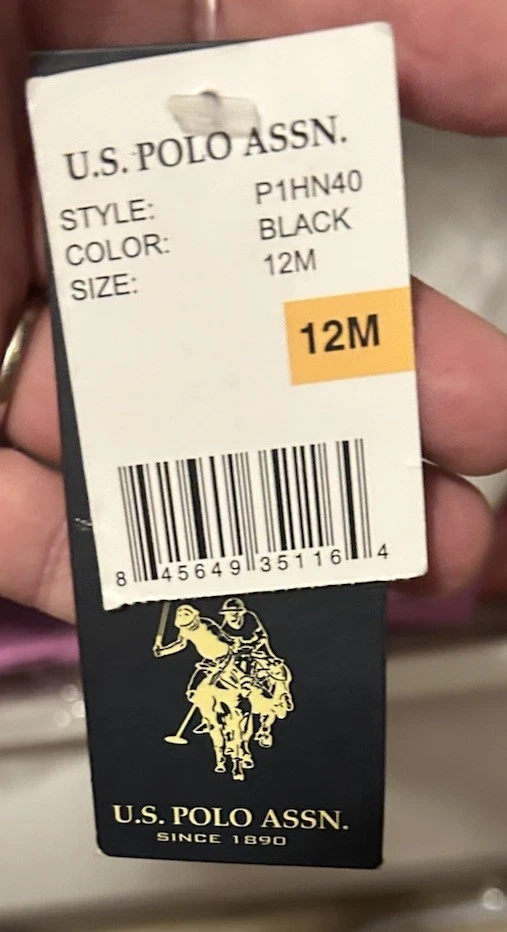 U.S. POLO ASSN.
STYLE: P1HN40
COLOR: BLACK
SIZE: 12M
12M
8 45649 35116 4
U.S. POLO ASSN.
SINCE 1890